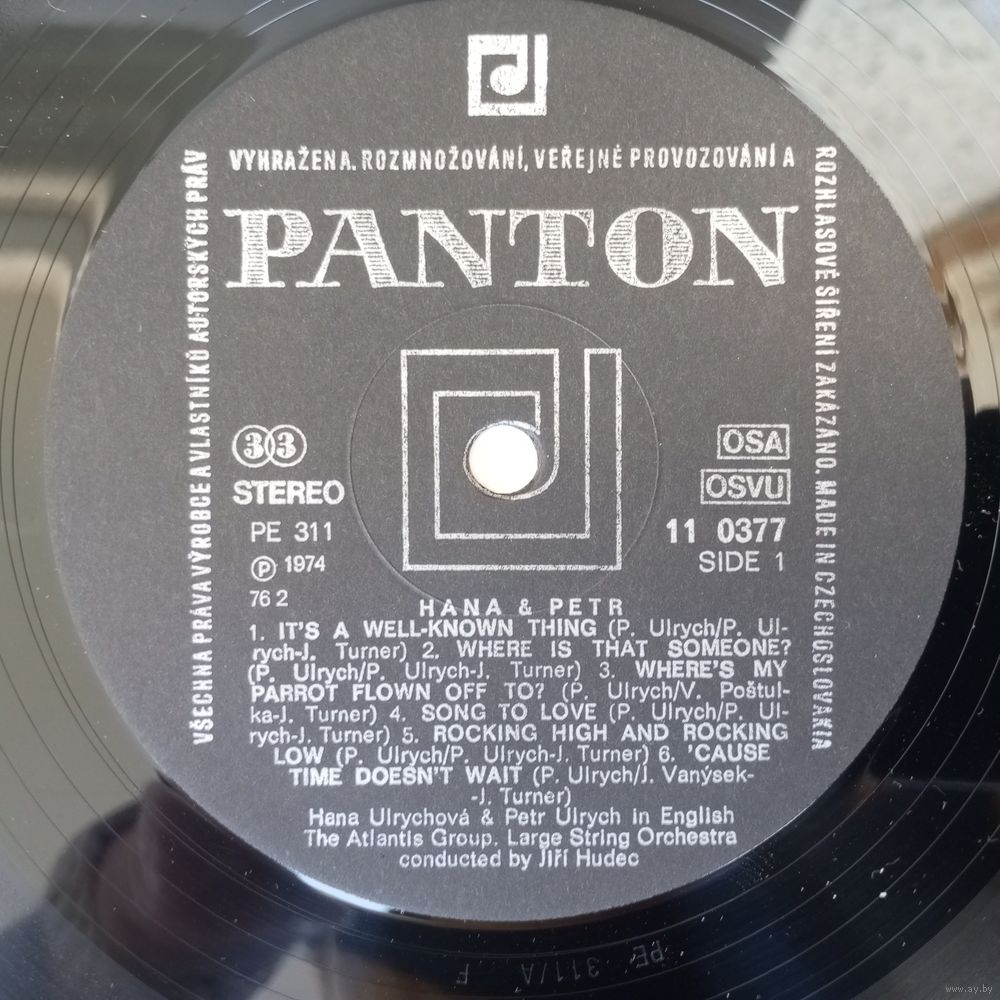 VYHRAŽENA. ROZMNOŽOVÁNÍ, VEŘEJNÉ PROVOZOVÁNÍ A
ROZHLASOVÉ ŠÍŘENÍ ZAKÁZÁNO. MADE IN CZECHOSLOVAKIA
VŠECHNA PRÁVA VÝROBCE A VLASTNÍKŮ AUTORSKÝCH PRÁV
PANTON
33
STEREO
PE 311
Ⓟ 1974
76 2
OSA
OSVU
11 0377
SIDE 1
HANA & PETR
1. IT'S A WELL-KNOWN THING (P. Ulrych/P. Ul-
rych-J. Turner) 2. WHERE IS THAT SOMEONE?
(P. Ulrych/P. Ulrych-J. Turner) 3. WHERE'S MY
PARROT FLOWN OFF TO? (P. Ulrych/V. Poštul-
ka-J. Turner) 4. SONG TO LOVE (P. Ulrych/P. Ul-
rych-J. Turner) 5. ROCKING HIGH AND ROCKING
LOW (P. Ulrych/P. Ulrych-J. Turner) 6. 'CAUSE
TIME DOESN'T WAIT (P. Ulrych/J. Vanýsek-
-J. Turner)
Hana Ulrychová & Petr Ulrych in English
The Atlantis Group. Large String Orchestra
conducted by Jiří Hudec
PE 311/A F
www.ay.by